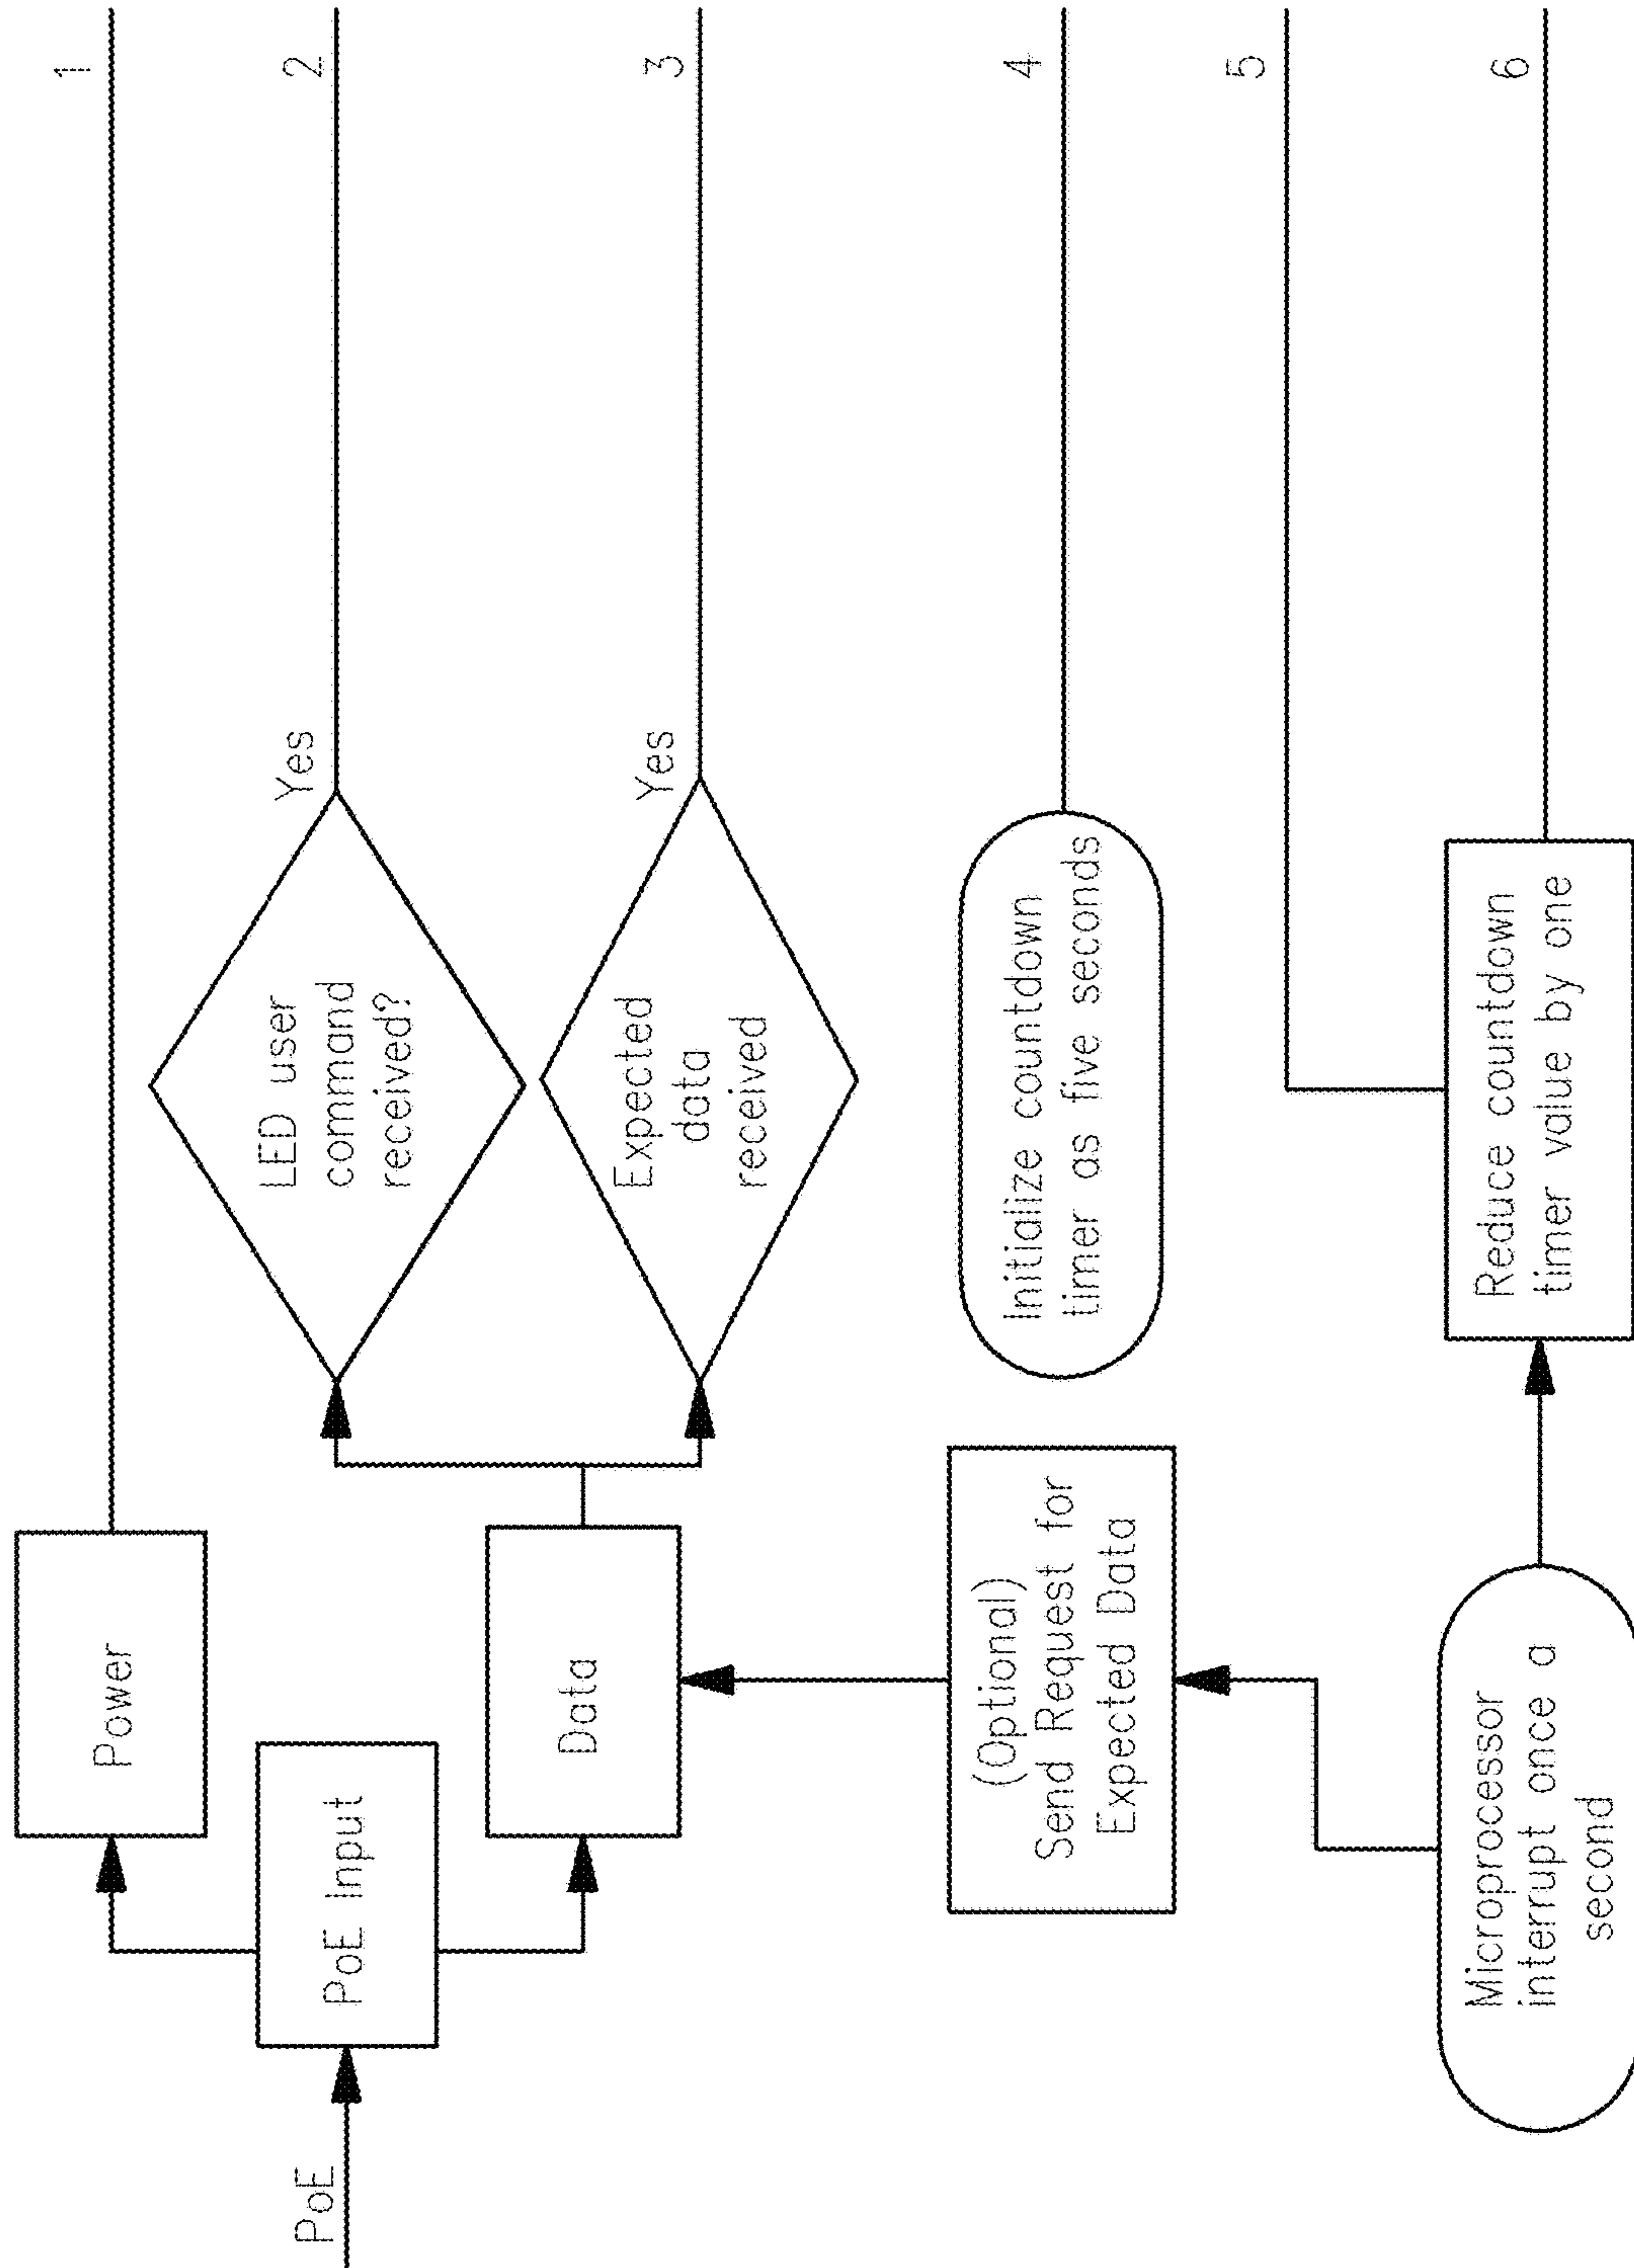 PoE
PoE Input
Power
Data
LED user
command
received?
Yes
Expected
data
received
Yes
(Optional)
Send Request for
Expected Data
Initialize countdown
timer as five seconds
Microprocessor
interrupt once a
second
Reduce countdown
timer value by one
1
2
3
4
5
6